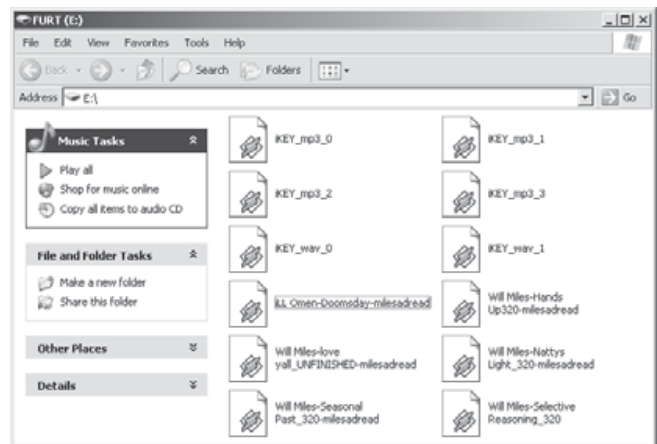 FURT (E:)
File Edit View Favorites Tools Help
Back Search Folders
Address E:\ Go
Music Tasks
Play all
Shop for music online
Copy all items to audio CD
File and Folder Tasks
Make a new folder
Share this folder
Other Places
Details
iKEY_mp3_0
iKEY_mp3_1
iKEY_mp3_2
iKEY_mp3_3
iKEY_wav_0
iKEY_wav_1
iLL Omen-Doomsday-milesadread
Will Miles-Hands
Up320-milesadread
Will Miles-love
yall_UNFINISHED-milesadread
Will Miles-Nattys
Light_320-milesadread
Will Miles-Seasonal
Past_320-milesadread
Will Miles-Selective
Reasoning_320